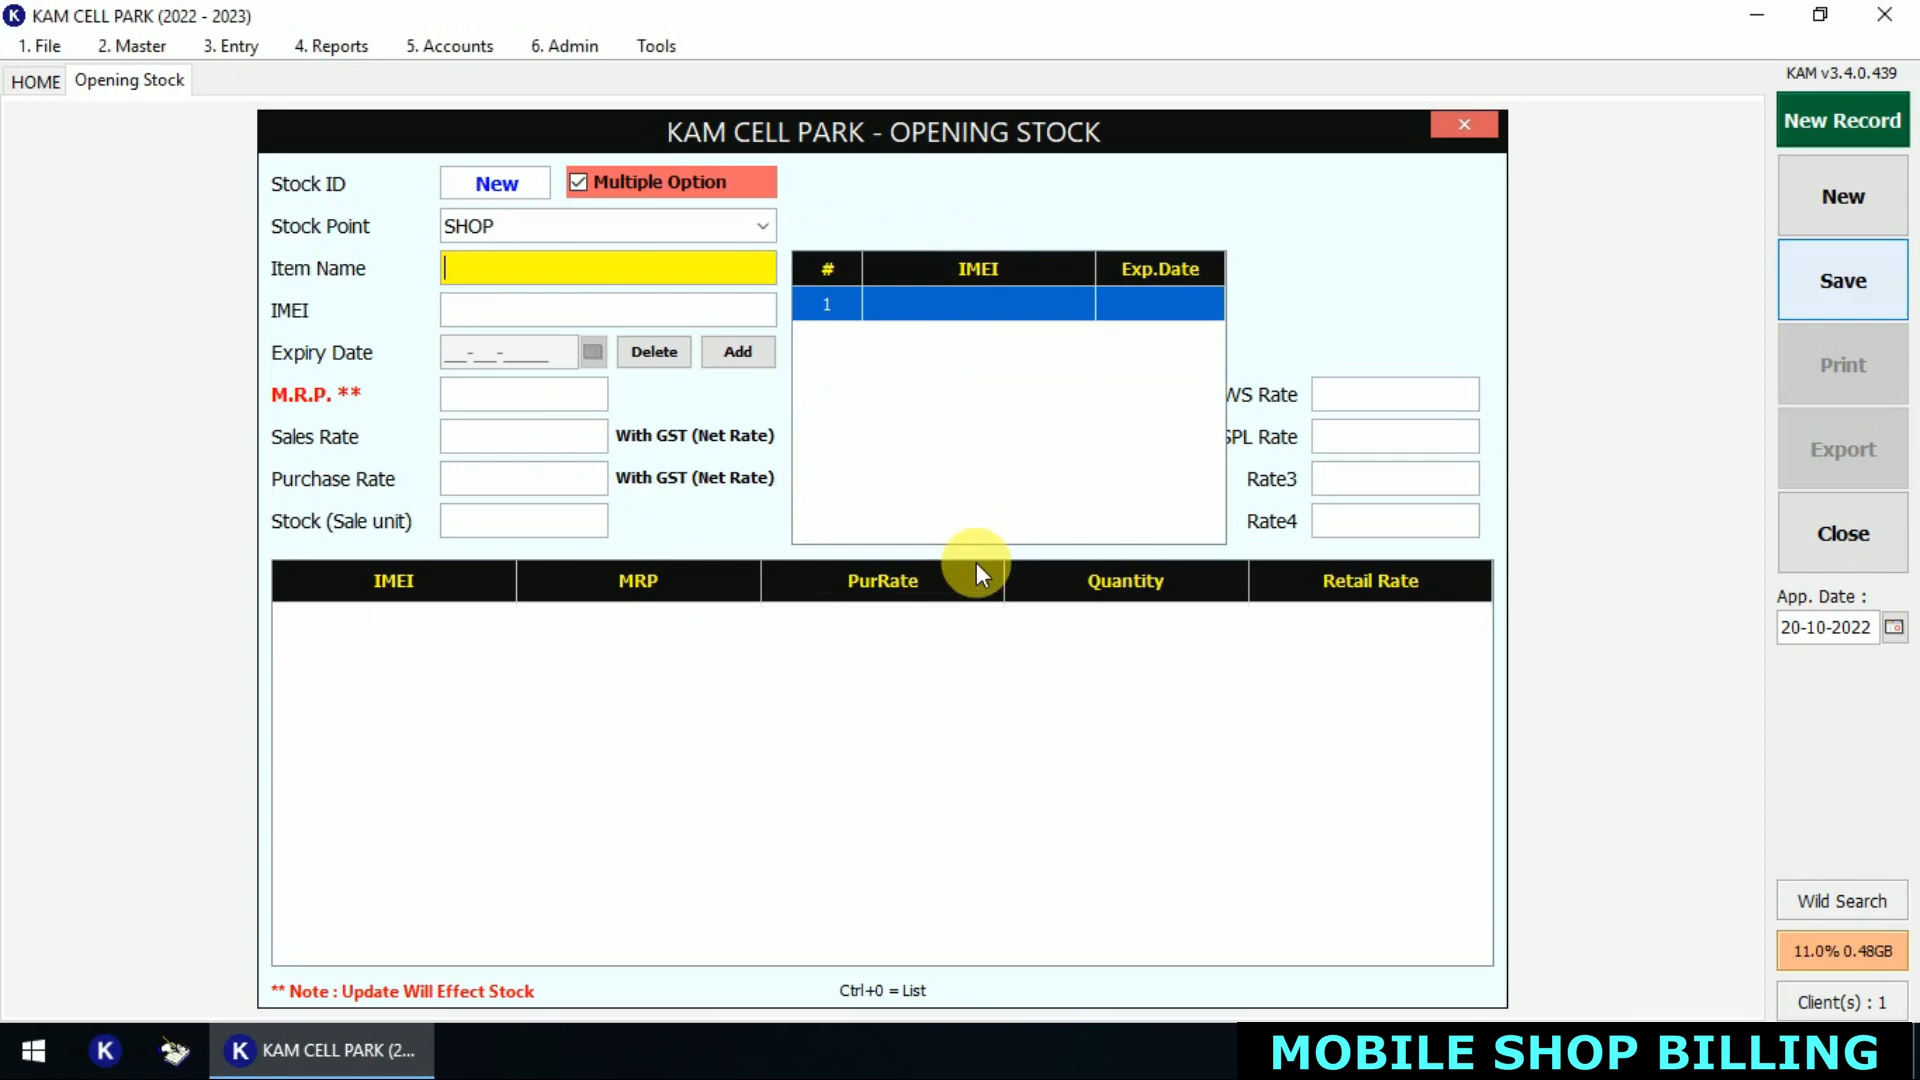 K KAM CELL PARK (2022 - 2023)
1. File 2. Master 3. Entry 4. Reports 5. Accounts 6. Admin Tools
HOME Opening Stock
KAM v3.4.0.439
KAM CELL PARK - OPENING STOCK
New Record
Stock ID New Multiple Option
New
Stock Point SHOP
Item Name
# IMEI Exp.Date
Save
IMEI
1
Expiry Date __-__-____ Delete Add
Print
M.R.P. ** WS Rate
Sales Rate With GST (Net Rate) SPL Rate
Export
Purchase Rate With GST (Net Rate) Rate3
Stock (Sale unit) Rate4
Close
IMEI MRP PurRate Quantity Retail Rate
App. Date :
20-10-2022
Wild Search
11.0% 0.48GB
** Note : Update Will Effect Stock Ctrl+0 = List
Client(s) : 1
K K KAM CELL PARK (2...
MOBILE SHOP BILLING